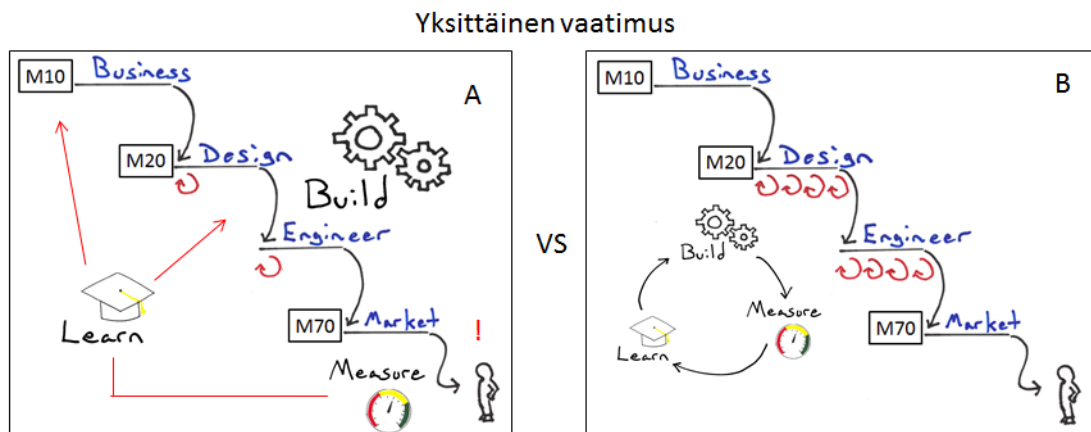 Yksittäinen vaatimus
M10
Business
A
M20
Design
Build
Engineer
Learn
M70
Market
!
Measure
VS
M10
Business
B
M20
Design
Engineer
Build
Measure
Learn
M70
Market